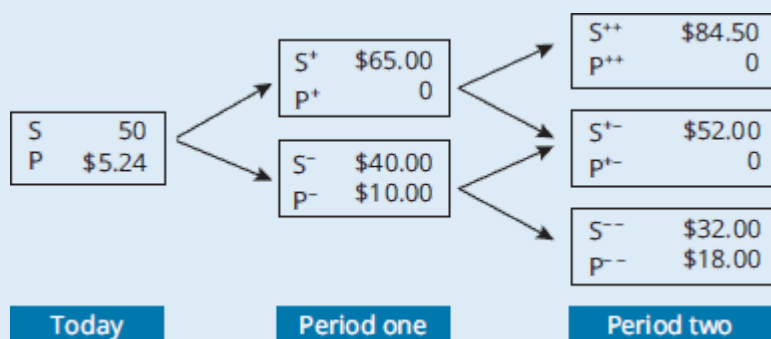 S 50
P $5.24
S⁺ $65.00
P⁺ 0
S⁻ $40.00
P⁻ $10.00
S⁺⁺ $84.50
P⁺⁺ 0
S⁺⁻ $52.00
P⁺⁻ 0
S⁻⁻ $32.00
P⁻⁻ $18.00
Today
Period one
Period two